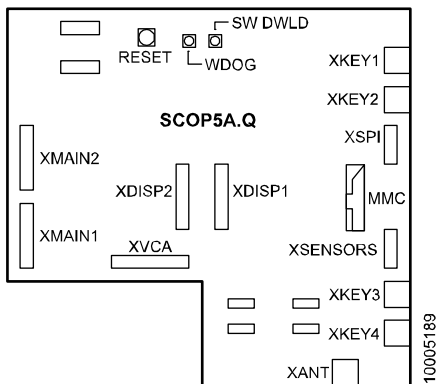 SW DWLD
RESET
WDOG
XKEY1
XKEY2
SCOP5A.Q
XSPI
XMAIN2
XDISP2
XDISP1
MMC
XMAIN1
XVCA
XSENSORS
XKEY3
XKEY4
XANT
10005189